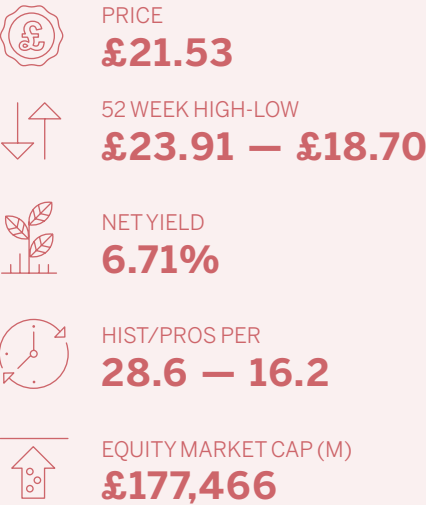 £
PRICE
£21.53
52 WEEK HIGH-LOW
£23.91 — £18.70
NET YIELD
6.71%
HIST/PROS PER
28.6 — 16.2
EQUITY MARKET CAP (M)
£177,466